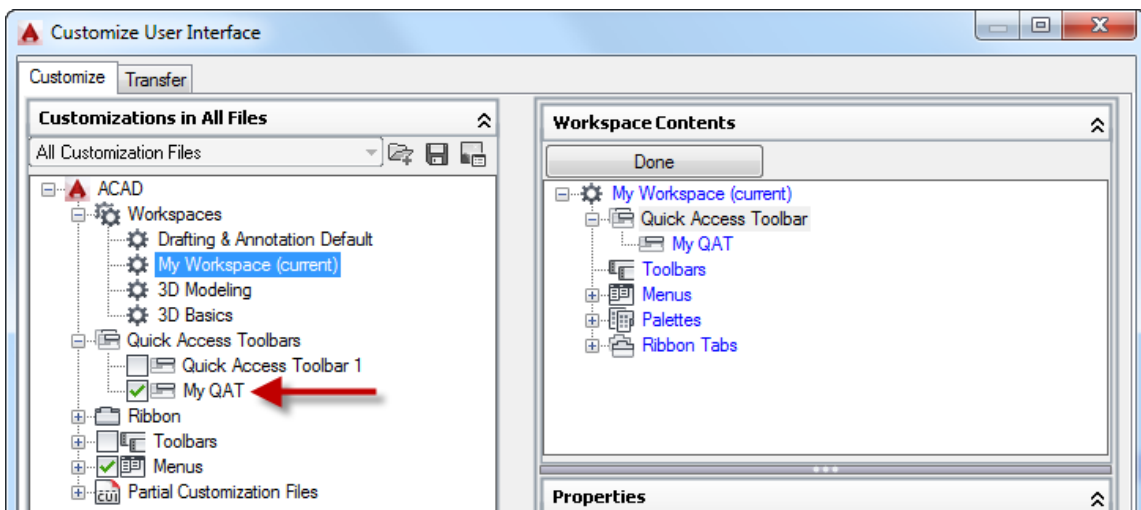 Customize User Interface
Customize
Transfer
Customizations in All Files
All Customization Files
ACAD
Workspaces
Drafting & Annotation Default
My Workspace (current)
3D Modeling
3D Basics
Quick Access Toolbars
Quick Access Toolbar 1
My QAT
Ribbon
Toolbars
Menus
CUI
Partial Customization Files
Workspace Contents
Done
My Workspace (current)
Quick Access Toolbar
My QAT
Toolbars
Menus
Palettes
Ribbon Tabs
Properties